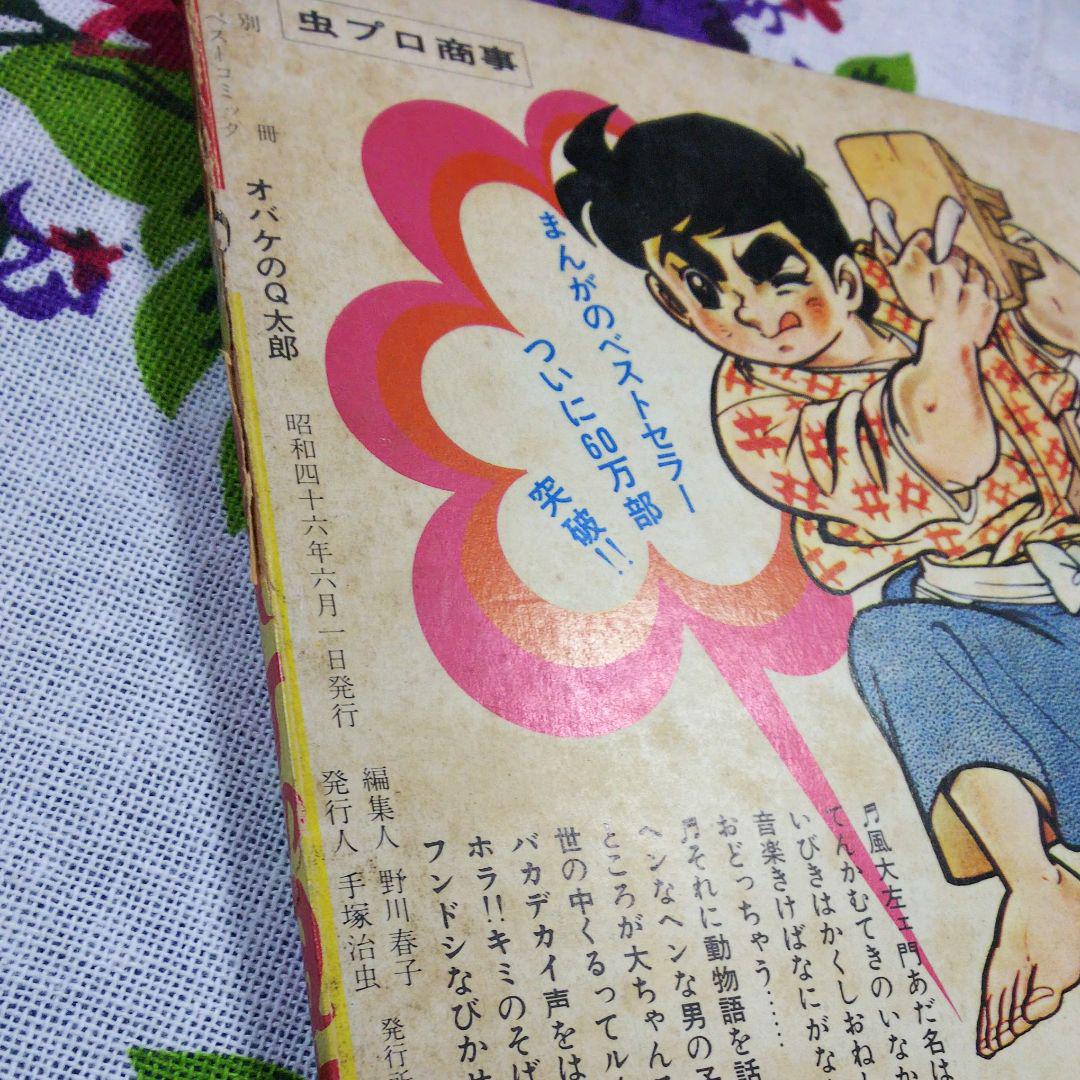 虫プロ商事
別冊
ベストコミック
オバケのQ太郎
昭和四十六年六月一日発行
編集人 野川春子
発行人 手塚治虫
発行所
まんがのベストセラー
ついに60万部
突破!!
♬風大左エ門あだ名は
てんかむてきのいなか
いびきはかくしおねし
音楽きけばなにがな
おどっちゃう……
♬それに動物語を話
ヘンなヘンな男の子
ところが大ちゃん
世の中くるってル
バカデカイ声をは
ホラ!!キミのそば
フンドシなびかせ